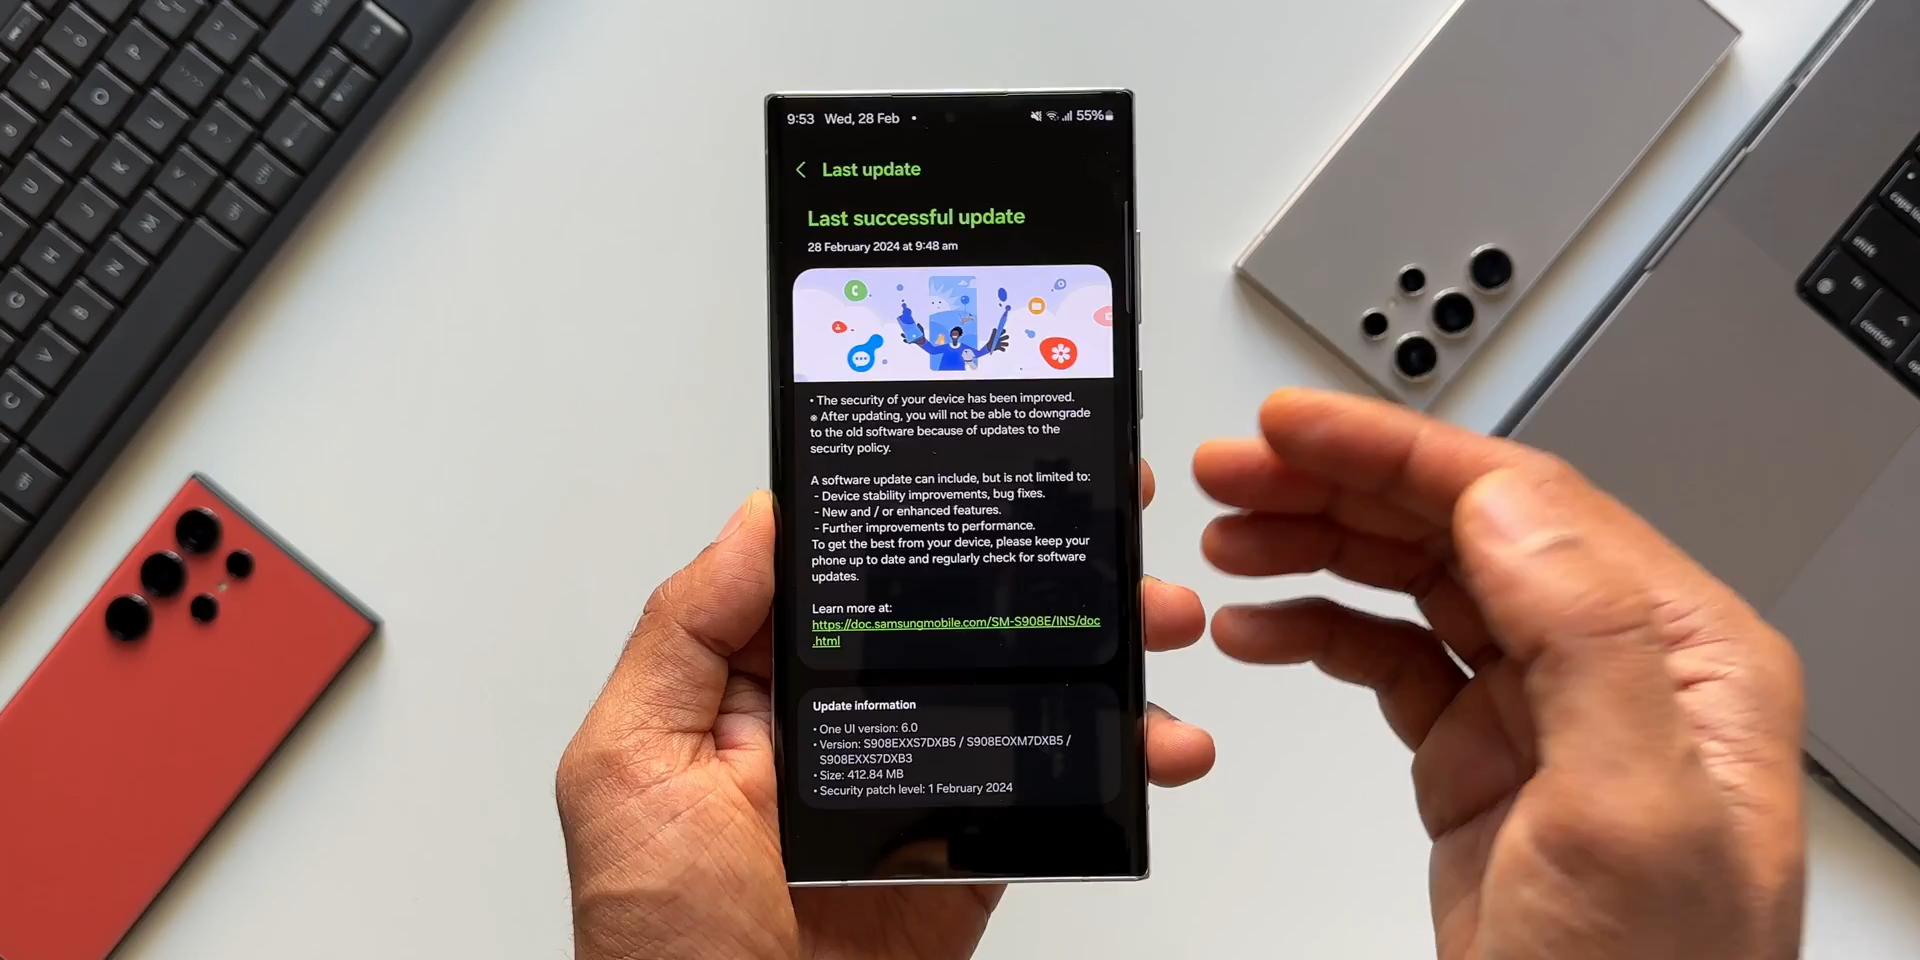 9:53 Wed, 28 Feb • 55%
Last update
Last successful update
28 February 2024 at 9:48 am
• The security of your device has been improved.
※ After updating, you will not be able to downgrade
to the old software because of updates to the
security policy.
A software update can include, but is not limited to:
- Device stability improvements, bug fixes.
- New and / or enhanced features.
- Further improvements to performance.
To get the best from your device, please keep your
phone up to date and regularly check for software
updates.
Learn more at:
https://doc.samsungmobile.com/SM-S908E/INS/doc
.html
Update information
• One UI version: 6.0
• Version: S908EXXS7DXB5 / S908EOXM7DXB5 /
S908EXXS7DXB3
• Size: 412.84 MB
• Security patch level: 1 February 2024
shift
fn
control